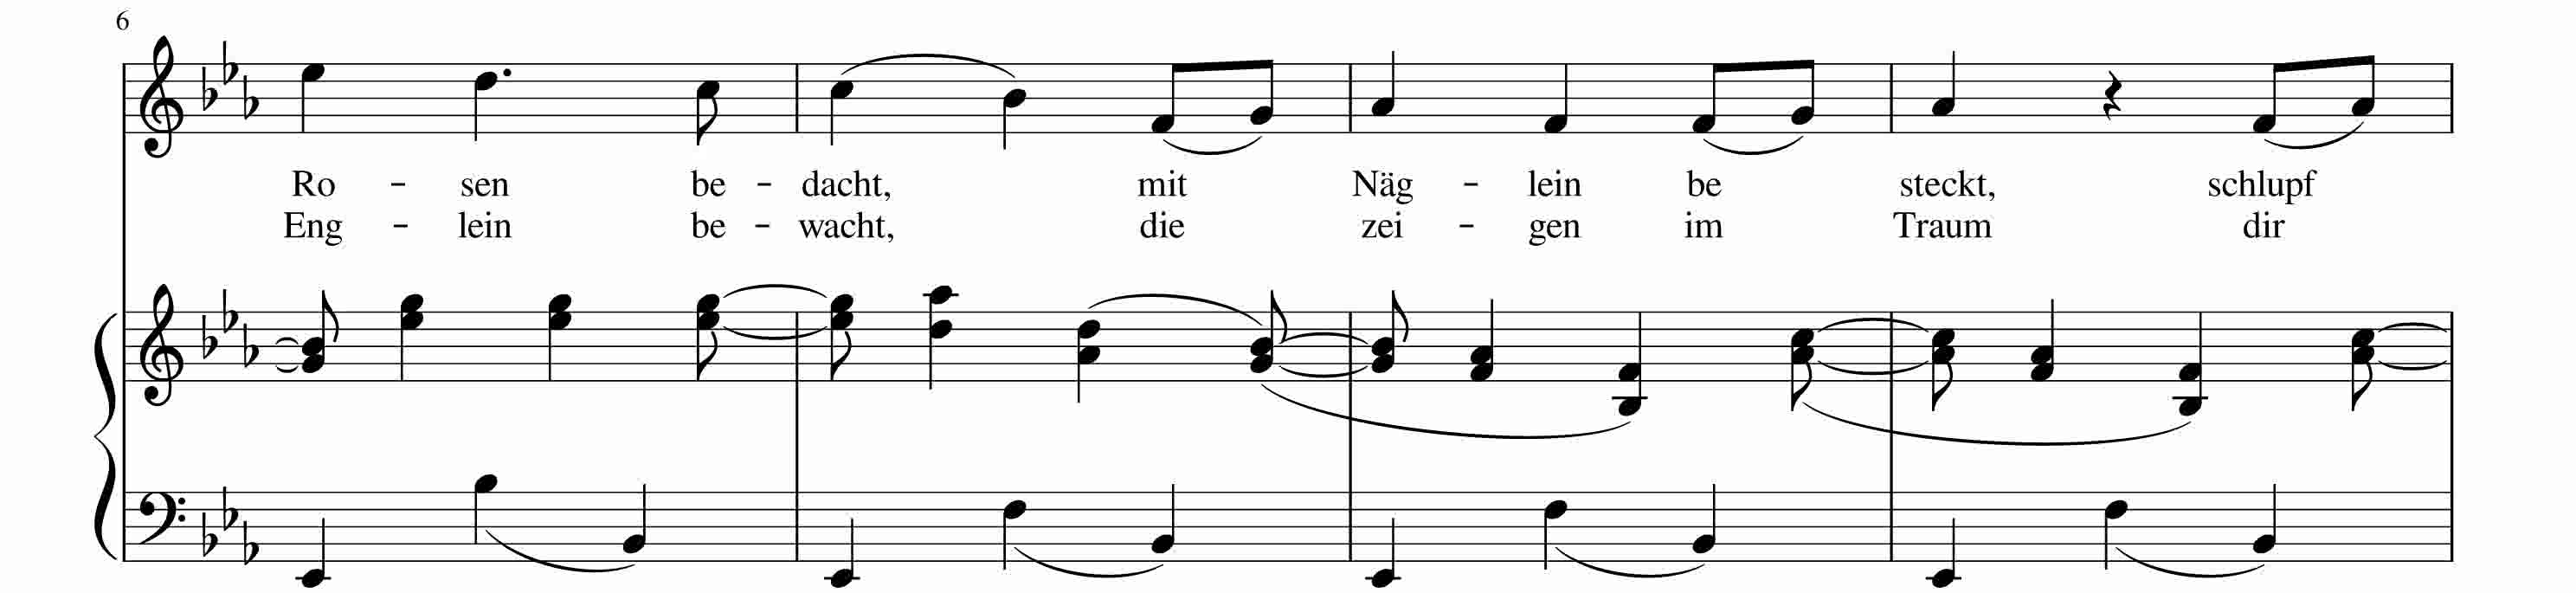 6
Ro - sen be - dacht, mit Näg - lein be steckt, schlupf
Eng - lein be - wacht, die zei - gen im Traum dir